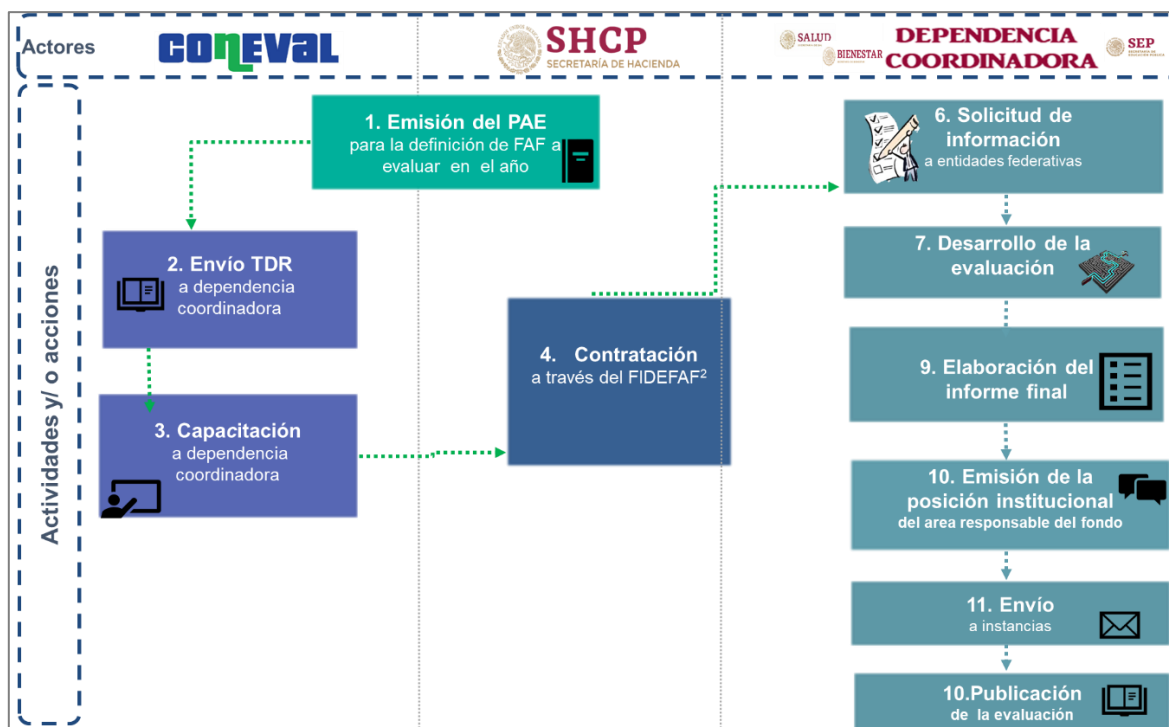 Actores
CONEVAL
SHCP
SECRETARÍA DE HACIENDA
SALUD
BIENESTAR
DEPENDENCIA
COORDINADORA
SEP
Actividades y/ o acciones
1. Emisión del PAE
para la definición de FAF a
evaluar en el año
2. Envío TDR
a dependencia
coordinadora
3. Capacitación
a dependencia
coordinadora
4. Contratación
a través del FIDEFAF²
6. Solicitud de
información
a entidades federativas
7. Desarrollo de la
evaluación
9. Elaboración del
informe final
10. Emisión de la
posición institucional
del area responsable del fondo
11. Envío
a instancias
10.Publicación
de la evaluación